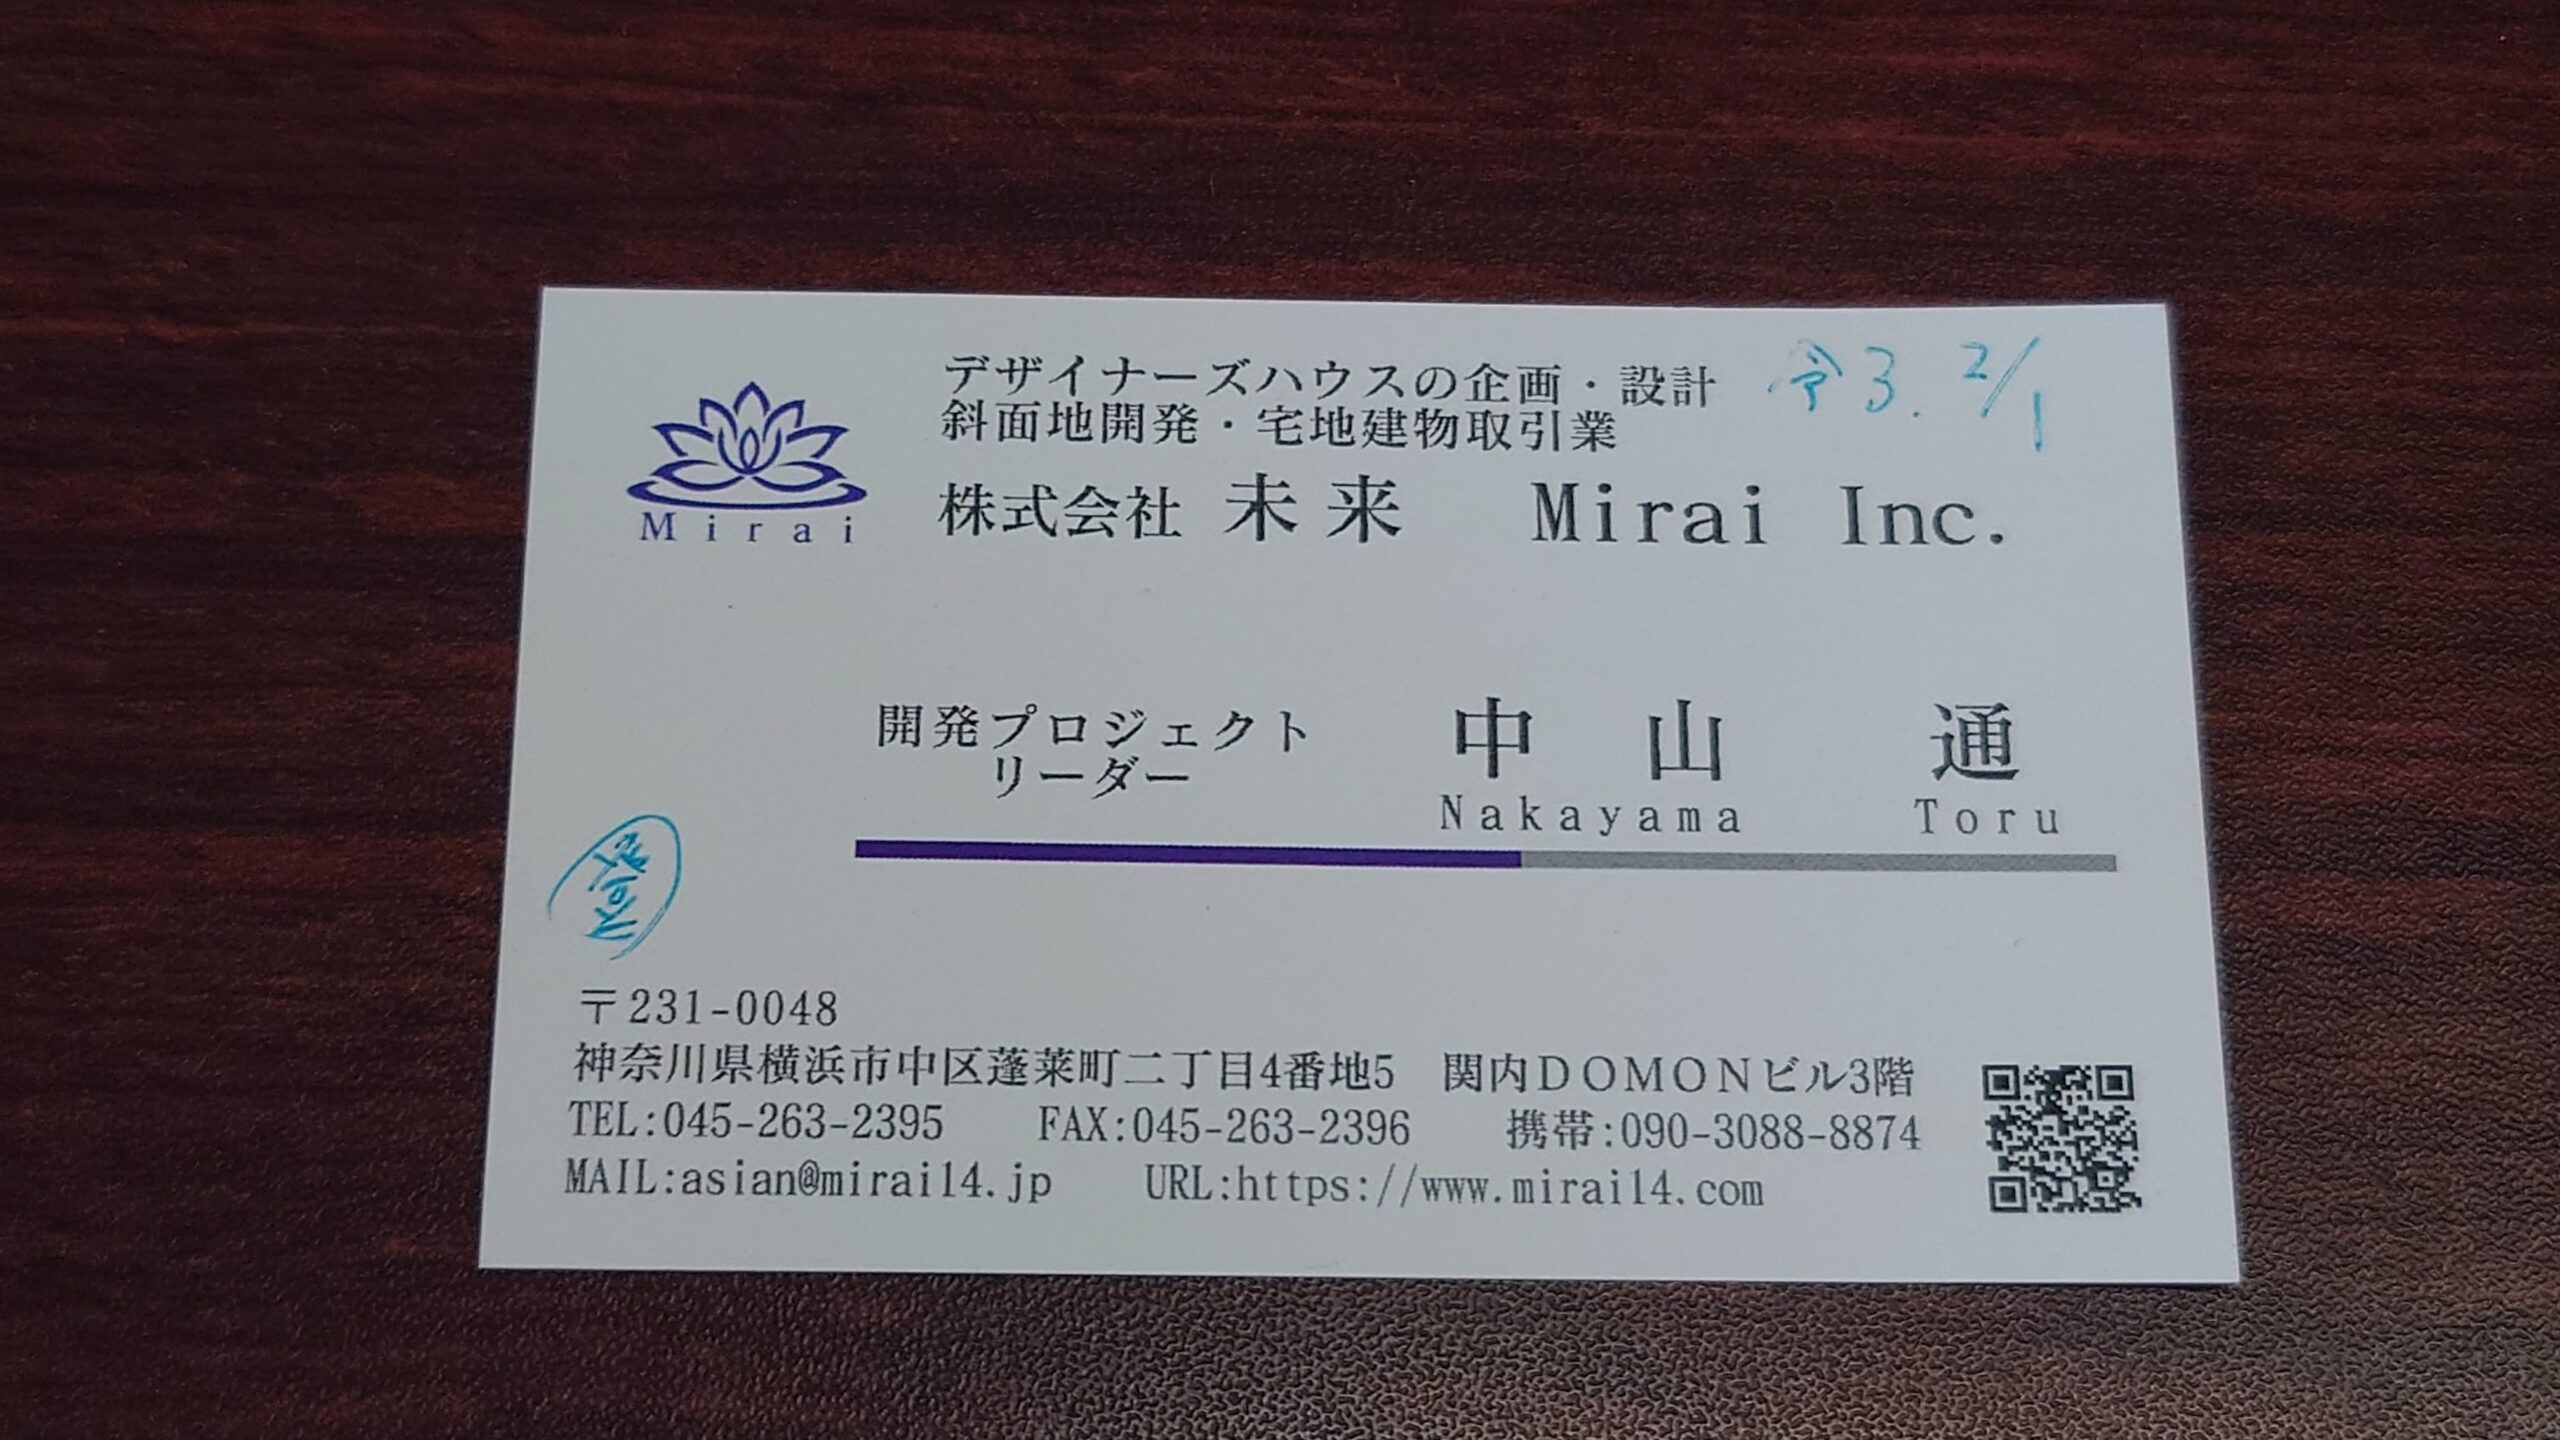 デザイナーズハウスの企画・設計 令3. 2/1
斜面地開発・宅地建物取引業
Mirai
株式会社 未来 Mirai Inc.
開発プロジェクト
リーダー
中山 通
Nakayama Toru
〒231-0048
神奈川県横浜市中区蓬莱町二丁目4番地5 関内DOMONビル3階
TEL:045-263-2395 FAX:045-263-2396 携帯:090-3088-8874
MAIL:asian@mirai14.jp URL:https://www.mirai14.com